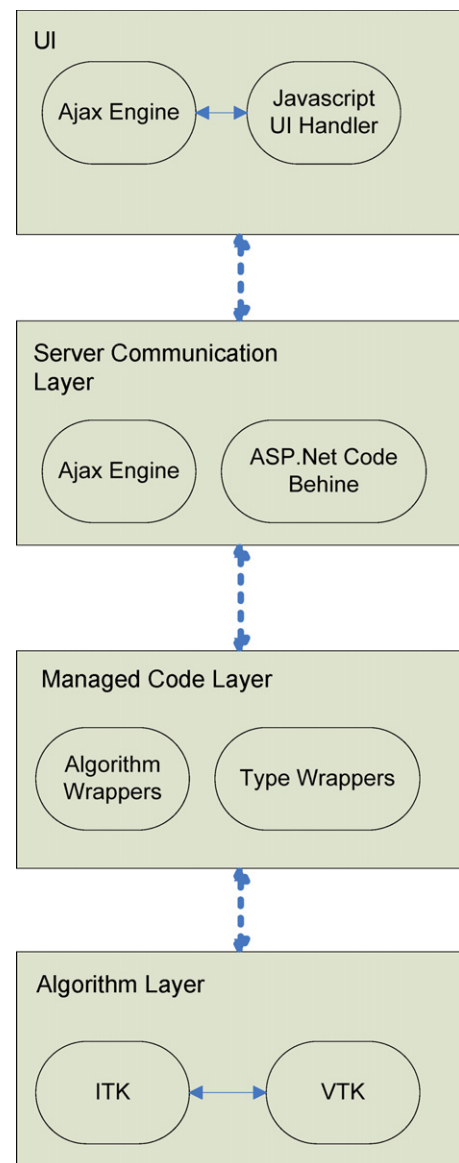 UI
Ajax Engine
Javascript
UI Handler
Server Communication
Layer
Ajax Engine
ASP.Net Code
Behine
Managed Code Layer
Algorithm
Wrappers
Type Wrappers
Algorithm Layer
ITK
VTK